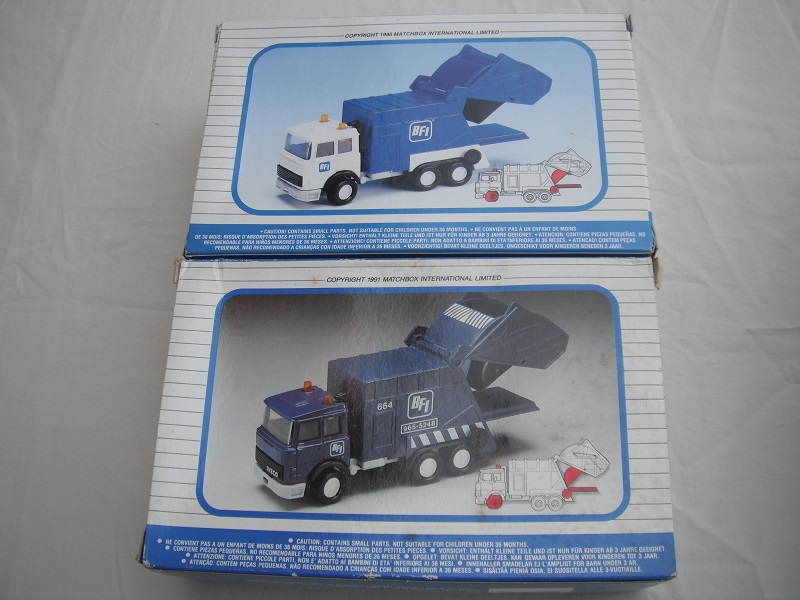 COPYRIGHT 1986 MATCHBOX INTERNATIONAL LIMITED
BFI
BFI
• CAUTION: CONTAINS SMALL PARTS. NOT SUITABLE FOR CHILDREN UNDER 36 MONTHS. • NE CONVIENT PAS A UN ENFANT DE MOINS
DE 36 MOIS: RISQUE D'ABSORPTION DES PETITES PIÈCES. • VORSICHT: ENTHÄLT KLEINE TEILE UND IST NUR FÜR KINDER AB 3 JAHRE GEEIGNET. • ATENCION: CONTIENE PIEZAS PEQUEÑAS. NO
RECOMENDABLE PARA NIÑOS MENORES DE 36 MESES. • ATTENZIONE: CONTIENE PICCOLE PARTI. NON ADATTO A BAMBINI DI ETA INFERIORE AI 36 MESI. • ATENCAO: CONTEM PEÇAS
PEQUENAS. NÃO RECOMENDADO A CRIANÇAS COM IDADE INFERIOR A 36 MESES. • VOORZICHTIG! BEVAT KLEINE DEELTJES. ONGESCHIKT VOOR KINDEREN BENEDEN 3 JAAR.
COPYRIGHT 1991 MATCHBOX INTERNATIONAL LIMITED
664
BFI
965-5248
BFI
IVECO
• CAUTION: CONTAINS SMALL PARTS. NOT SUITABLE FOR CHILDREN UNDER 36 MONTHS.
• NE CONVIENT PAS A UN ENFANT DE MOINS DE 36 MOIS: RISQUE D'ABSORPTION DES PETITES PIECES. • VORSICHT: ENTHÄLT KLEINE TEILE UND IST NUR FÜR KINDER AB 3 JAHRE GEEIGNET.
• CONTIENE PIEZAS PEQUEÑAS. NO RECOMENDABLE PARA NIÑOS MENORES DE 36 MESES. • OPGELET: BEVAT KLEINE DEELTJES. KAN GEVAAR OPLEVEREN VOOR KINDEREN TOT 3 JAAR.
• ATTENZIONE: CONTIENE PICCOLE PARTI, NON E' ADATTO AI BAMBINI DI ETA' INFERIORE AI 36 MESI. • INNEHÅLLER SMÅDELAR EJ LÄMPLIGT FÖR BARN UNDER 3 ÅR.
• ATENÇÃO: CONTÉM PEÇAS PEQUENAS. NÃO RECOMENDADO A CRIANÇAS COM IDADE INFERIOR A 36 MESES. • SISÄLTÄÄ PIENIÄ OSIA. EI SUOSITELLA ALLE 3-VUOTIAILLE.